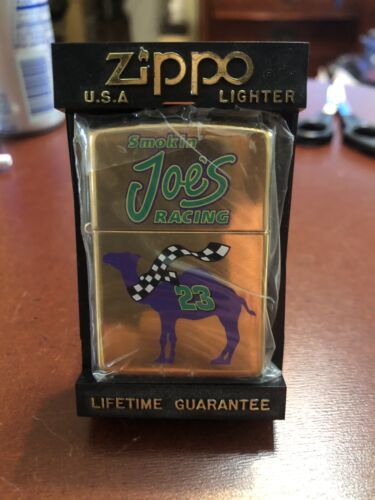 Zippo
U.S.A LIGHTER
Smokin'
JOE'S
RACING
23
LIFETIME GUARANTEE